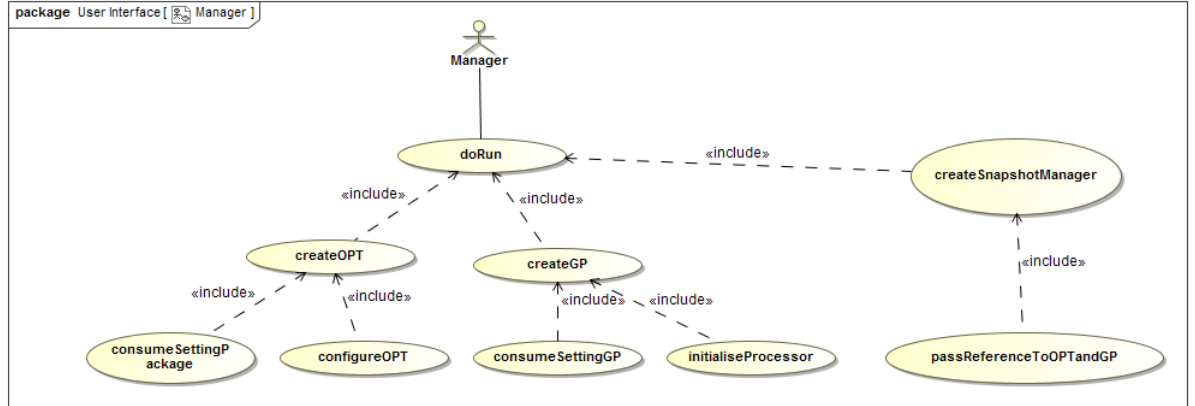 package User Interface [ Manager ]
Manager
doRun
«include»
createSnapshotManager
«include»
«include»
createOPT
createGP
«include»
«include»
«include»
«include»
«include»
consumeSettingP
ackage
configureOPT
consumeSettingGP
initialiseProcessor
passReferenceToOPTandGP